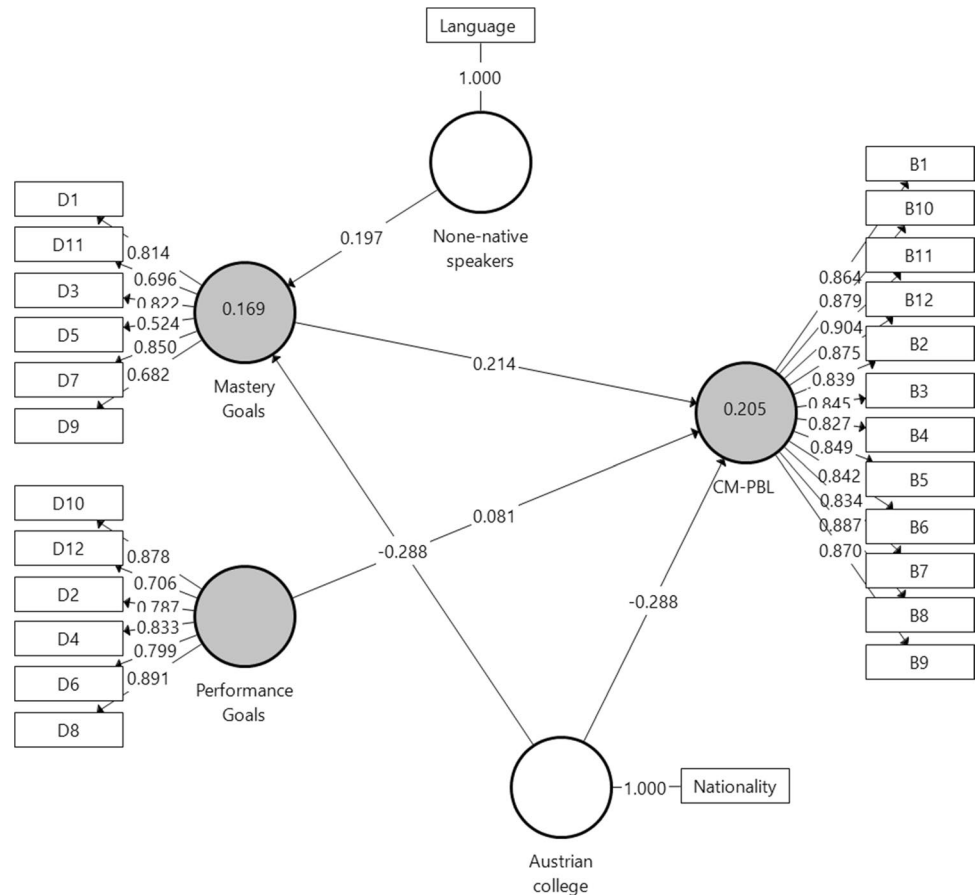 Language
1.000
None-native
speakers
0.197
D1
D11
D3
D5
D7
D9
0.814
0.696
0.822
0.524
0.850
0.682
0.169
Mastery
Goals
0.214
B1
B10
B11
B12
B2
B3
B4
B5
B6
B7
B8
B9
0.864
0.879
0.904
0.875
0.839
0.845
0.827
0.849
0.842
0.834
0.887
0.870
0.205
CM-PBL
D10
D12
D2
D4
D6
D8
0.878
0.706
0.787
0.833
0.799
0.891
Performance
Goals
0.081
-0.288
-0.288
1.000
Nationality
Austrian
college